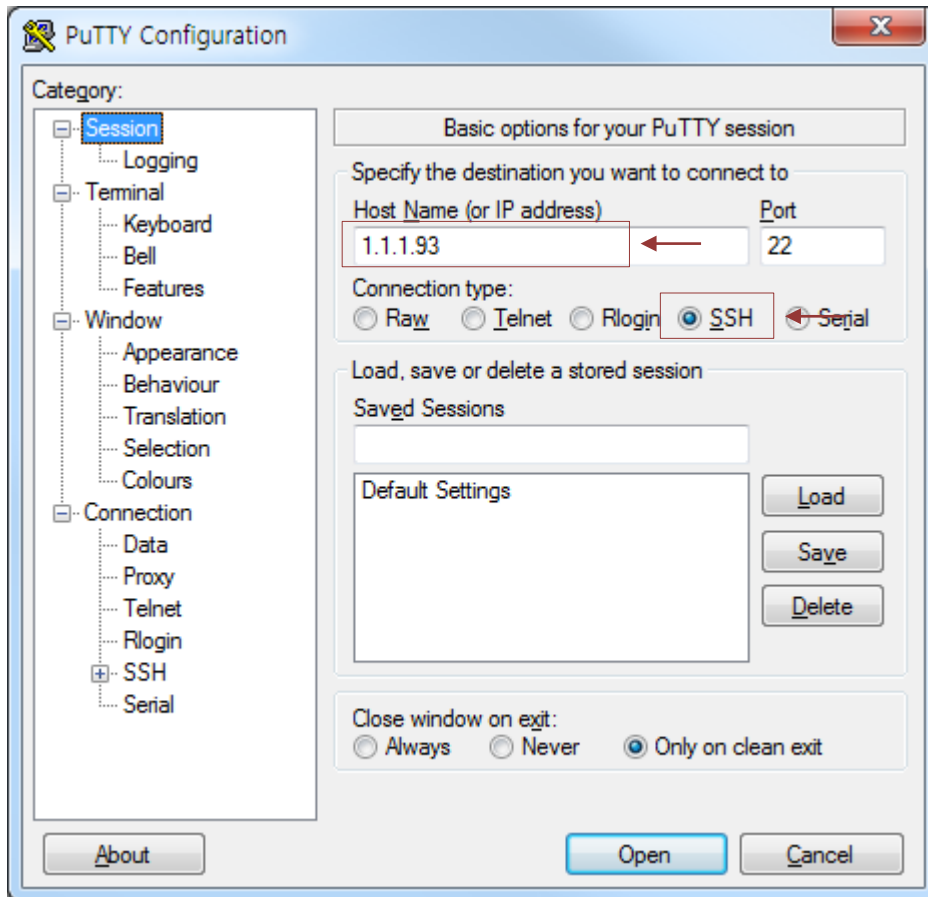 PuTTY Configuration
Category:
Session
Logging
Terminal
Keyboard
Bell
Features
Window
Appearance
Behaviour
Translation
Selection
Colours
Connection
Data
Proxy
Telnet
Rlogin
SSH
Serial
Basic options for your PuTTY session
Specify the destination you want to connect to
Host Name (or IP address) Port
1.1.1.93 22
Connection type:
Raw Telnet Rlogin SSH Serial
Load, save or delete a stored session
Saved Sessions
Default Settings
Load
Save
Delete
Close window on exit:
Always Never Only on clean exit
About Open Cancel